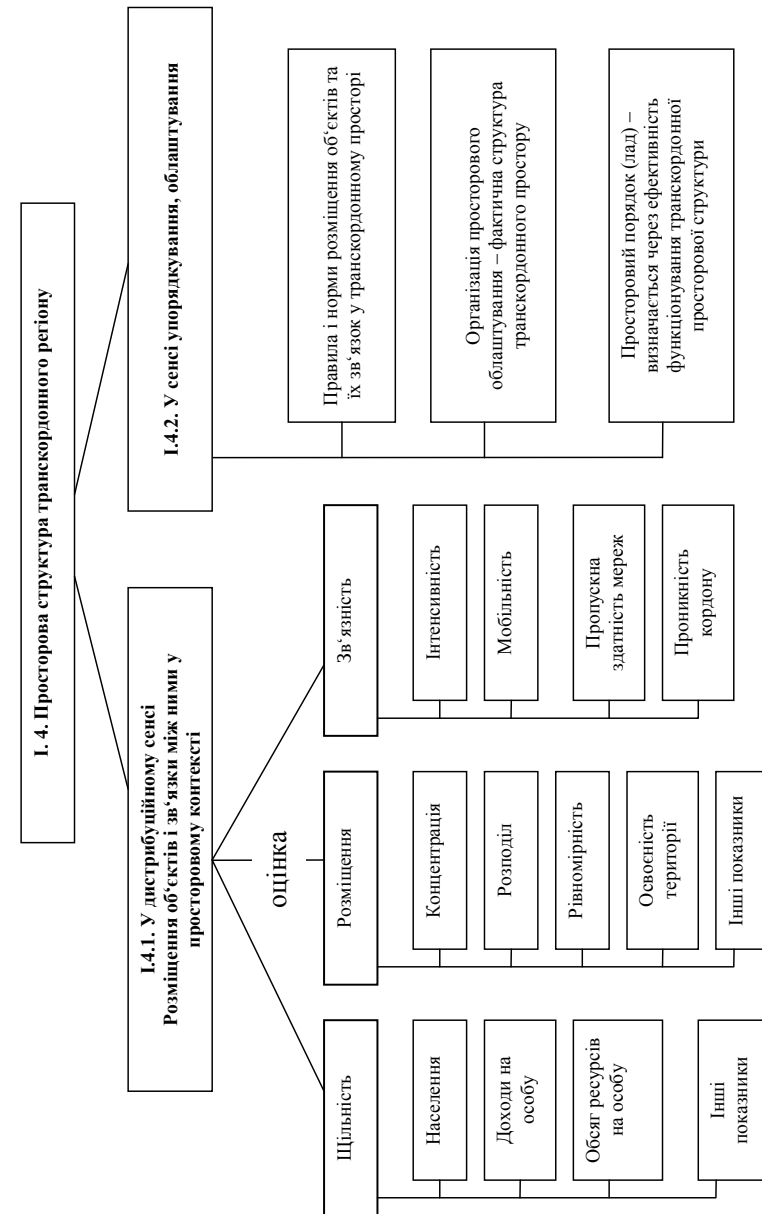 І. 4. Просторова структура транскордонного регіону
І.4.1. У дистрибуційному сенсі
Розміщення об‘єктів і зв‘язки між ними у
просторовому контексті
І.4.2. У сенсі упорядкування, облаштування
оцінка
Щільність
Населення
Доходи на
особу
Обсяг ресурсів
на особу
Інші
показники
Розміщення
Концентрація
Розподіл
Рівномірність
Освоєність
території
Інші показники
Зв‘язність
Інтенсивність
Мобільність
Пропускна
здатність мереж
Проникність
кордону
Правила і норми розміщення об‘єктів та
їх зв‘язок у транскордонному просторі
Організація просторового
облаштування – фактична структура
транскордонного простору
Просторовий порядок (лад) –
визначається через ефективність
функціонування транскордонної
просторової структури